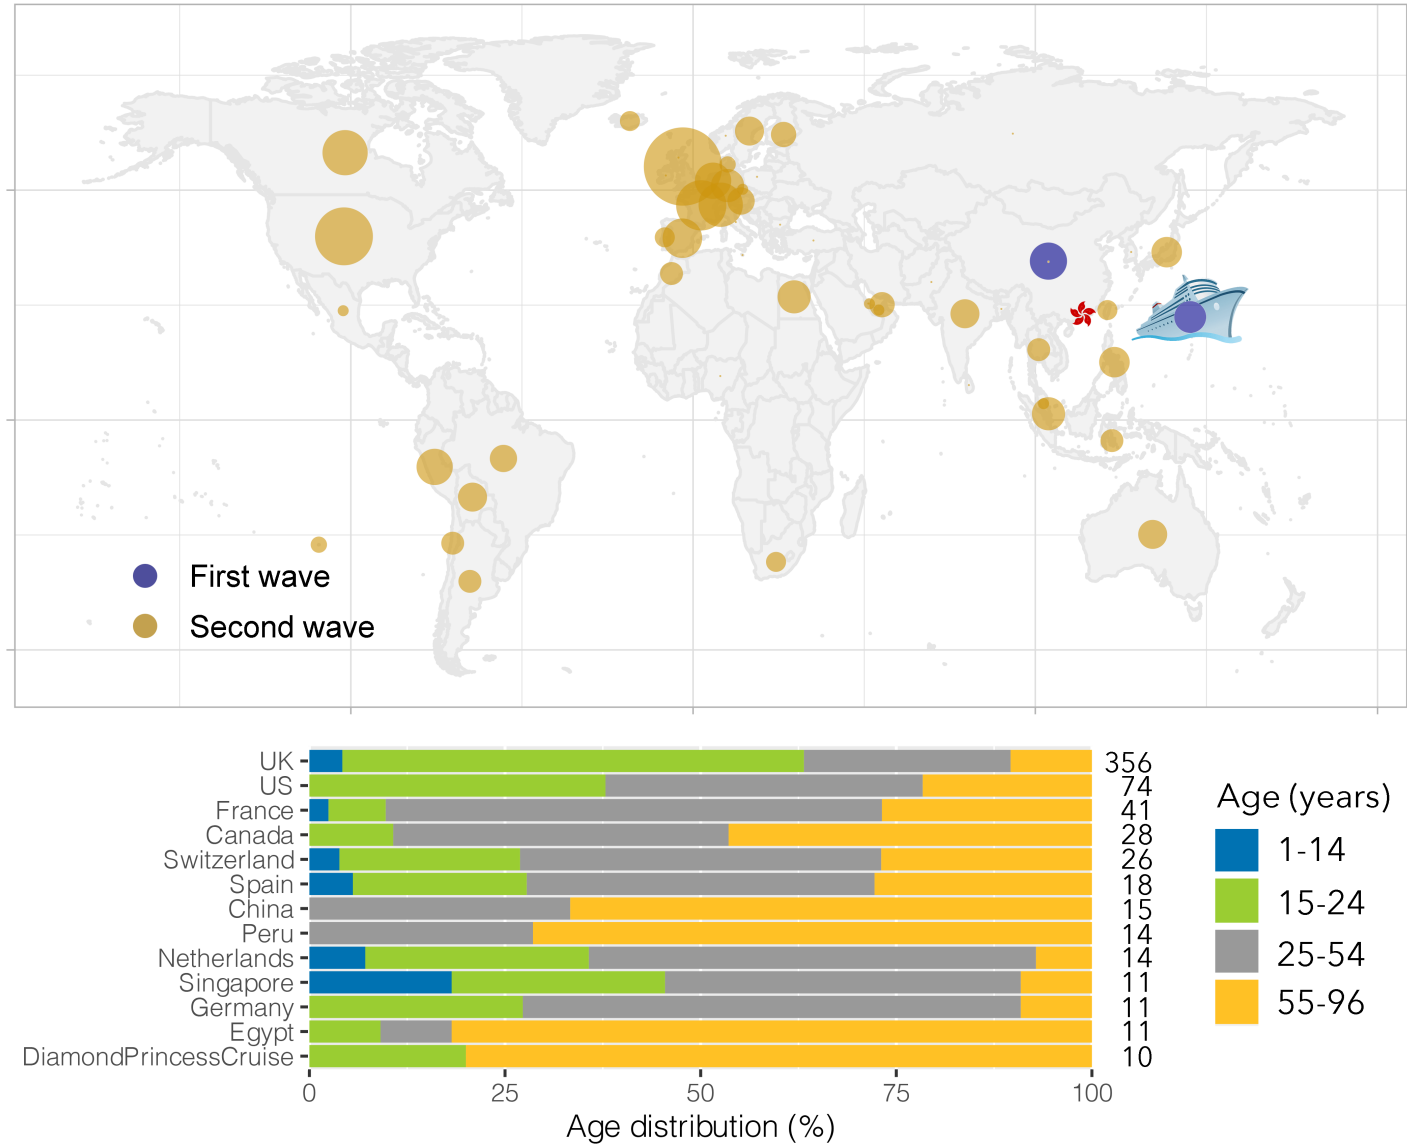 First wave
Second wave
UK 356
US 74
France 41
Canada 28
Switzerland 26
Spain 18
China 15
Peru 14
Netherlands 14
Singapore 11
Germany 11
Egypt 11
DiamondPrincessCruise 10
0 25 50 75 100
Age distribution (%)
Age (years)
1-14
15-24
25-54
55-96